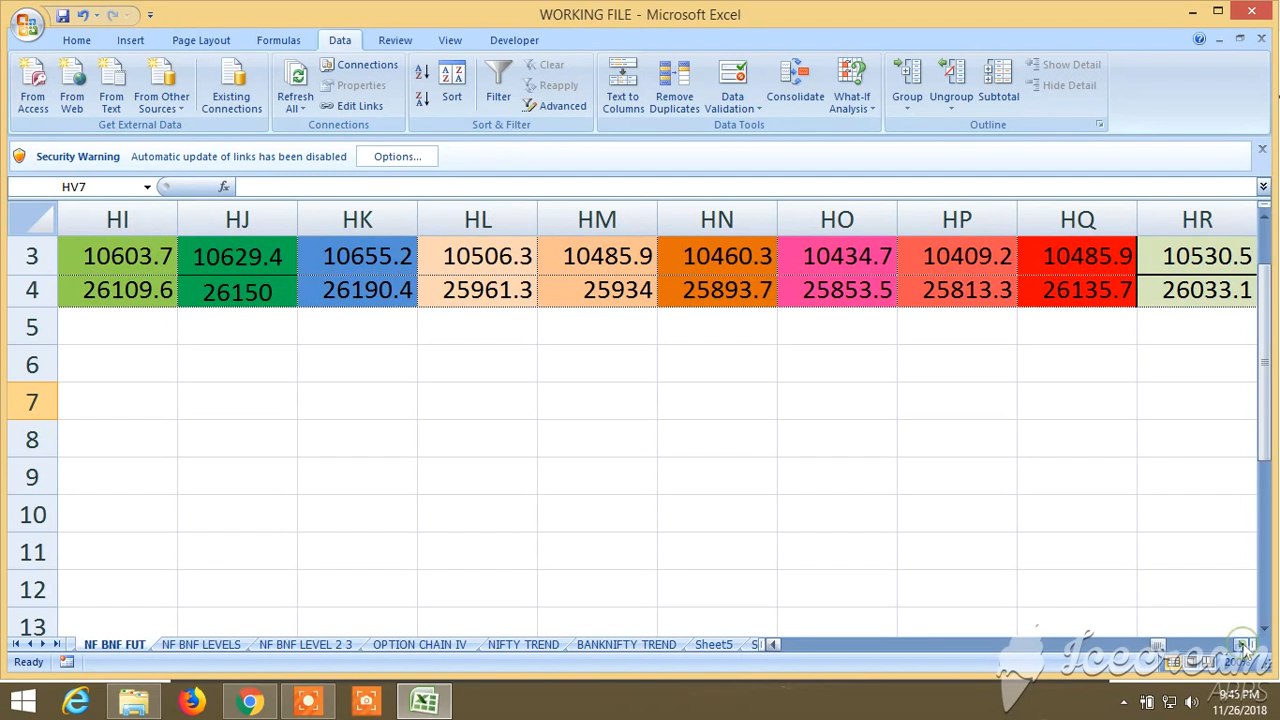 WORKING FILE - Microsoft Excel
Home Insert Page Layout Formulas Data Review View Developer
From Access
From Web
From Text
From Other Sources
Existing Connections
Get External Data
Refresh All
Connections
Properties
Edit Links
Connections
Sort
Filter
Clear
Reapply
Advanced
Sort & Filter
Text to Columns
Remove Duplicates
Data Validation
Consolidate
What-If Analysis
Data Tools
Group
Ungroup
Subtotal
Show Detail
Hide Detail
Outline
Security Warning Automatic update of links has been disabled Options...
HV7 fx
HI HJ HK HL HM HN HO HP HQ HR
3 10603.7 10629.4 10655.2 10506.3 10485.9 10460.3 10434.7 10409.2 10485.9 10530.5
4 26109.6 26150 26190.4 25961.3 25934 25893.7 25853.5 25813.3 26135.7 26033.1
5
6
7
8
9
10
11
12
13
NF BNF FUT NF BNF LEVELS NF BNF LEVEL 2 3 OPTION CHAIN IV NIFTY TREND BANKNIFTY TREND Sheet5 S
Ready
Icecream
APPS
9:45 PM
11/26/2018